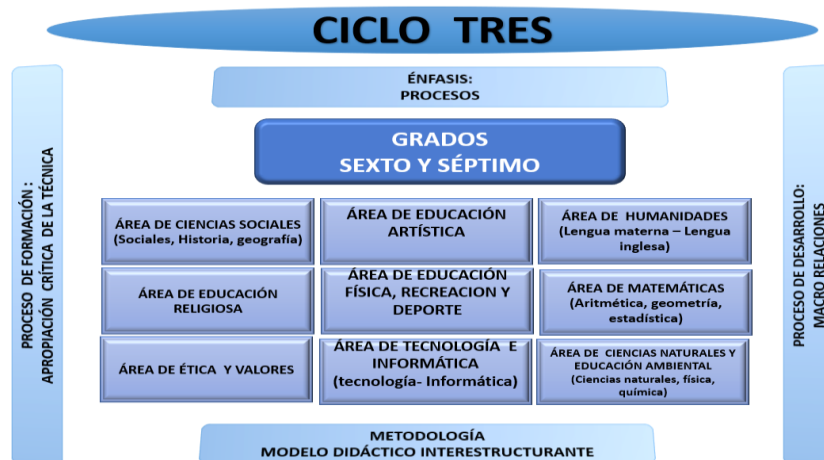 CICLO TRES
ÉNFASIS:
PROCESOS
GRADOS
SEXTO Y SÉPTIMO
PROCESO DE FORMACIÓN :
APROPIACIÓN CRÍTICA DE LA TÉCNICA
ÁREA DE CIENCIAS SOCIALES
(Sociales, Historia, geografía)
ÁREA DE EDUCACIÓN
ARTÍSTICA
ÁREA DE HUMANIDADES
(Lengua materna – Lengua
inglesa)
ÁREA DE EDUCACIÓN
RELIGIOSA
ÁREA DE EDUCACIÓN
FÍSICA, RECREACION Y
DEPORTE
ÁREA DE MATEMÁTICAS
(Aritmética, geometría,
estadística)
ÁREA DE ÉTICA Y VALORES
ÁREA DE TECNOLOGÍA E
INFORMÁTICA
(tecnología- Informática)
ÁREA DE CIENCIAS NATURALES Y
EDUCACIÓN AMBIENTAL
(Ciencias naturales, física,
química)
PROCESO DE DESARROLLO:
MACRO RELACIONES
METODOLOGÍA
MODELO DIDÁCTICO INTERESTRUCTURANTE